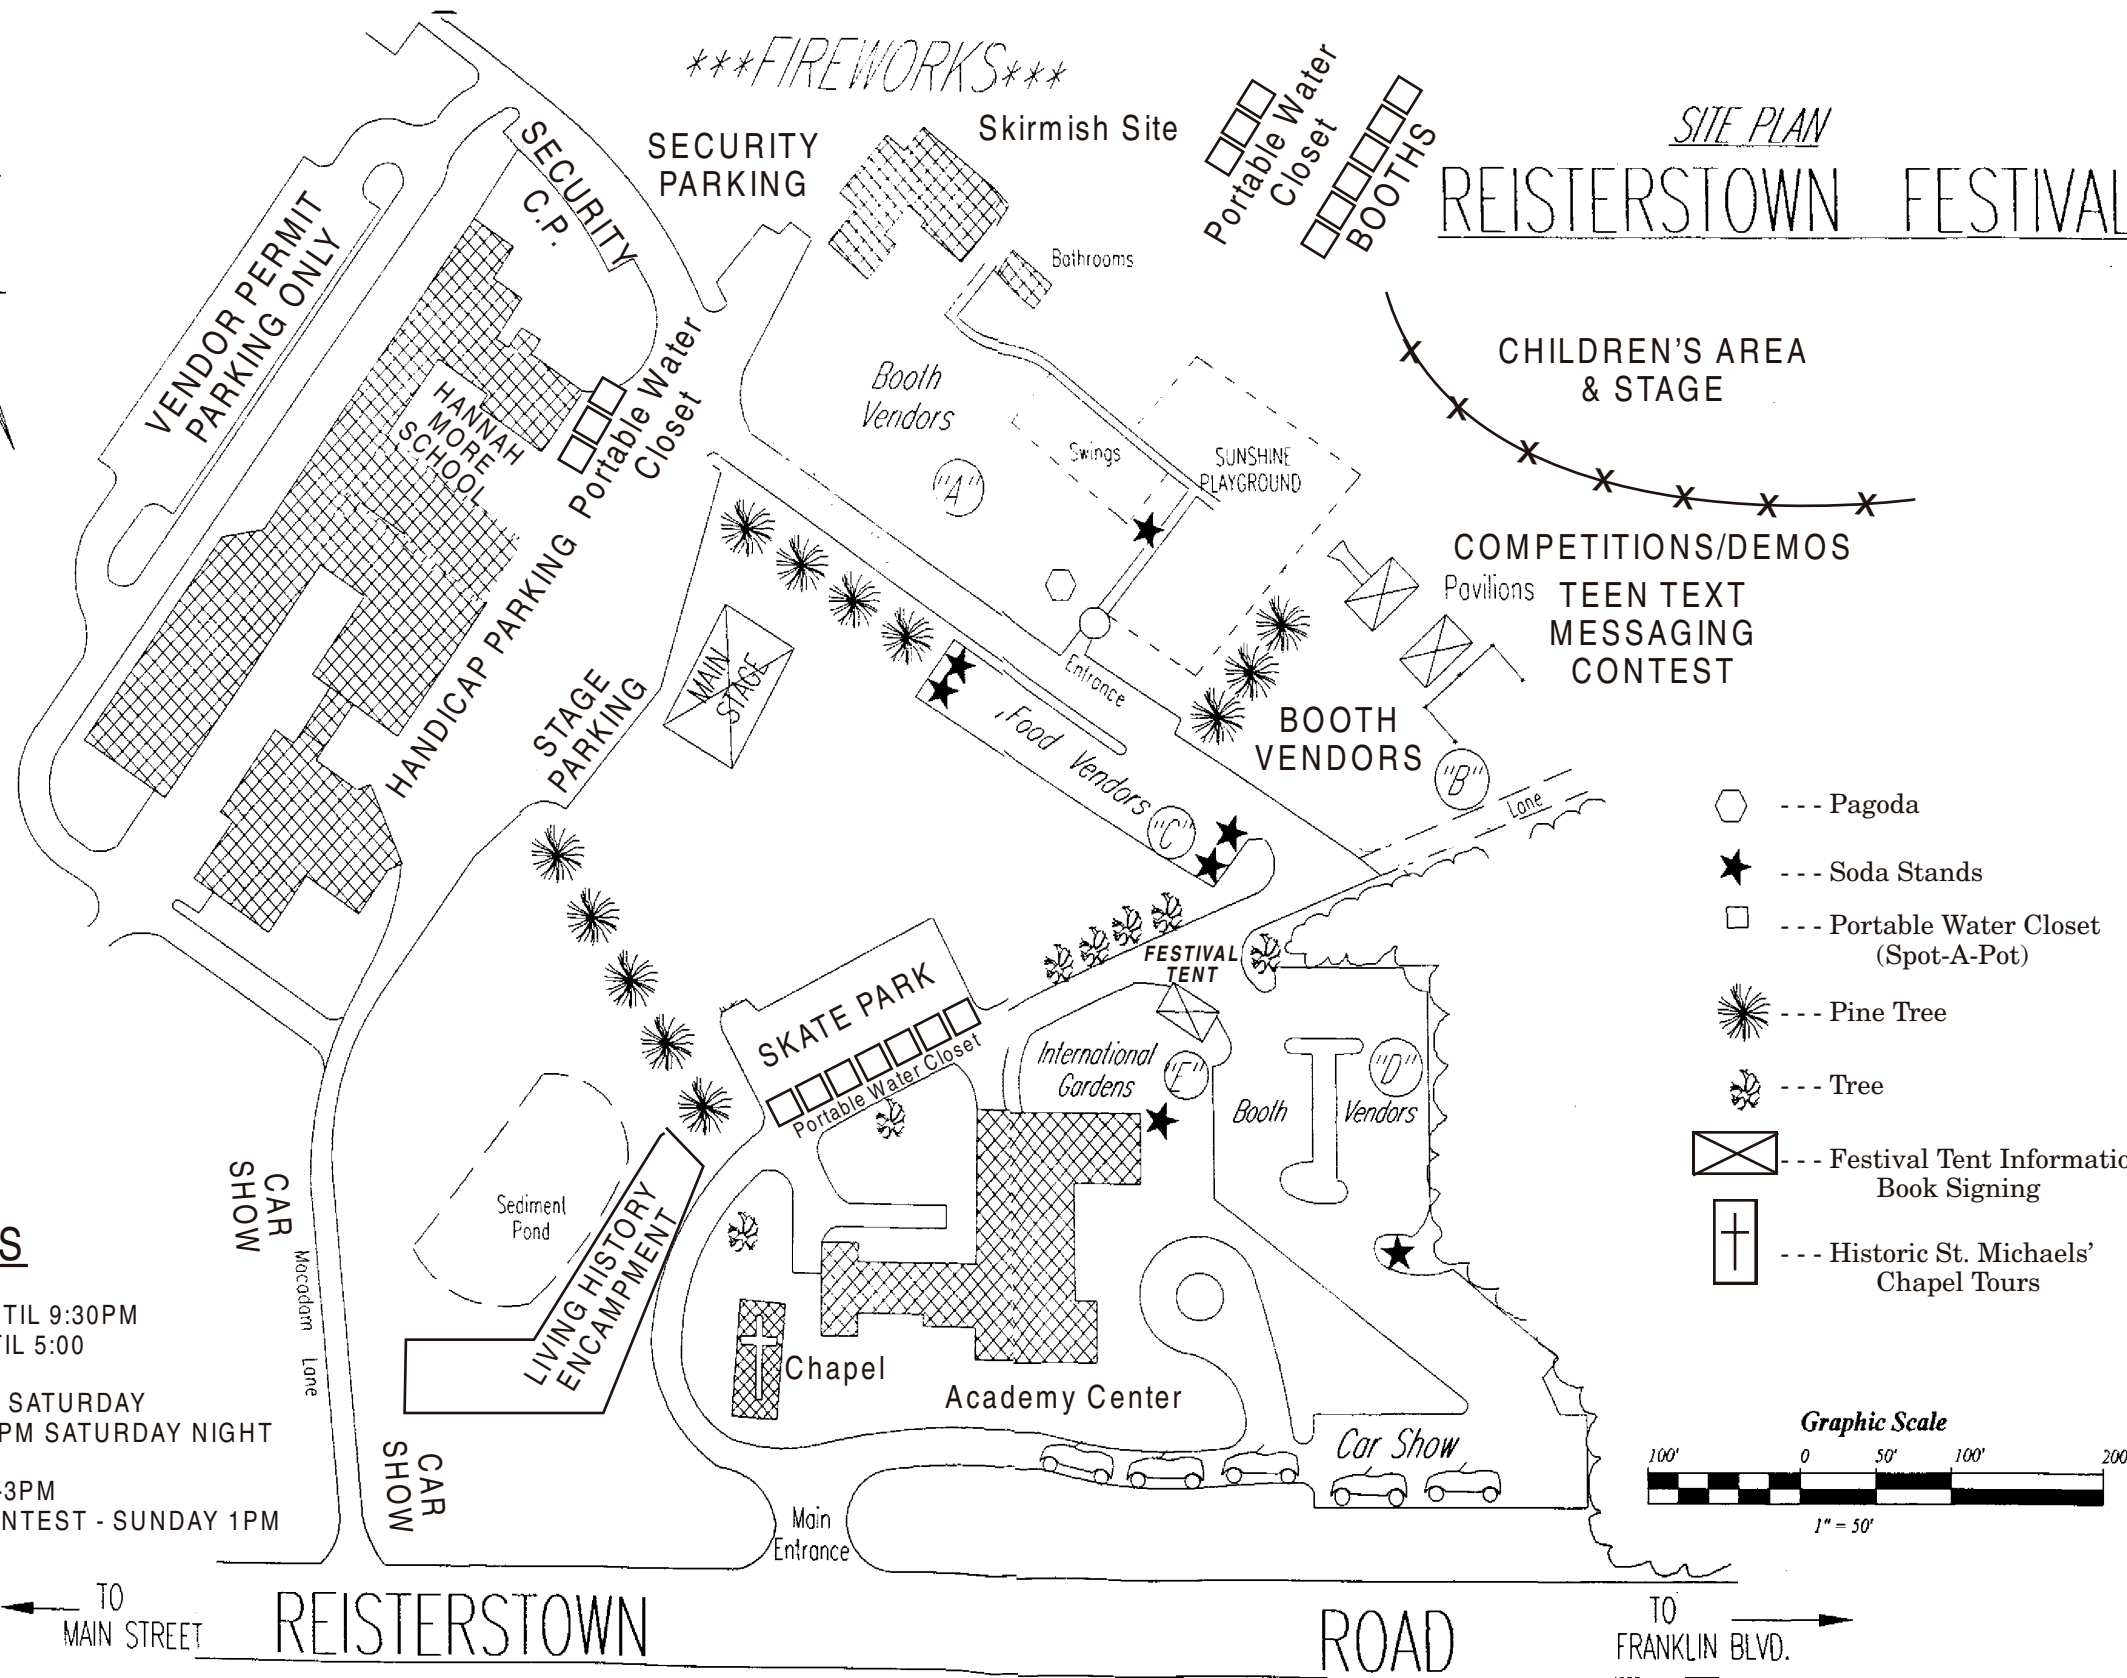 ***FIREWORKS***
SITE PLAN
REISTERSTOWN FESTIVAL
SECURITY
PARKING
Skirmish Site
Portable Water
Closet
BOOTHS
SECURITY
C.P.
VENDOR PERMIT
PARKING ONLY
Bathrooms
HANNAH
MORE
SCHOOL
Portable Water
Closet
HANDICAP PARKING
Booth
Vendors
"A"
Swings
SUNSHINE
PLAYGROUND
CHILDREN'S AREA
& STAGE
COMPETITIONS/DEMOS
TEEN TEXT
MESSAGING
CONTEST
Pavilions
STAGE
PARKING
MAIN
STAGE
Entrance
Food Vendors
"C"
BOOTH
VENDORS
"B"
Lane
- - - Pagoda
- - - Soda Stands
- - - Portable Water Closet
(Spot-A-Pot)
- - - Pine Tree
- - - Tree
- - - Festival Tent Informatio
Book Signing
- - - Historic St. Michaels'
Chapel Tours
FESTIVAL
TENT
SKATE PARK
Portable Water Closet
International
Gardens
"E"
"D"
Booth Vendors
Sediment
Pond
LIVING HISTORY
ENCAMPMENT
CAR
SHOW
Macadam Lane
Chapel
Academy Center
S
TIL 9:30PM
TIL 5:00
SATURDAY
PM SATURDAY NIGHT
-3PM
NTEST - SUNDAY 1PM
CAR
SHOW
Car Show
Main
Entrance
Graphic Scale
100' 0 50' 100' 200
1" = 50'
TO
MAIN STREET
REISTERSTOWN ROAD
TO
FRANKLIN BLVD.